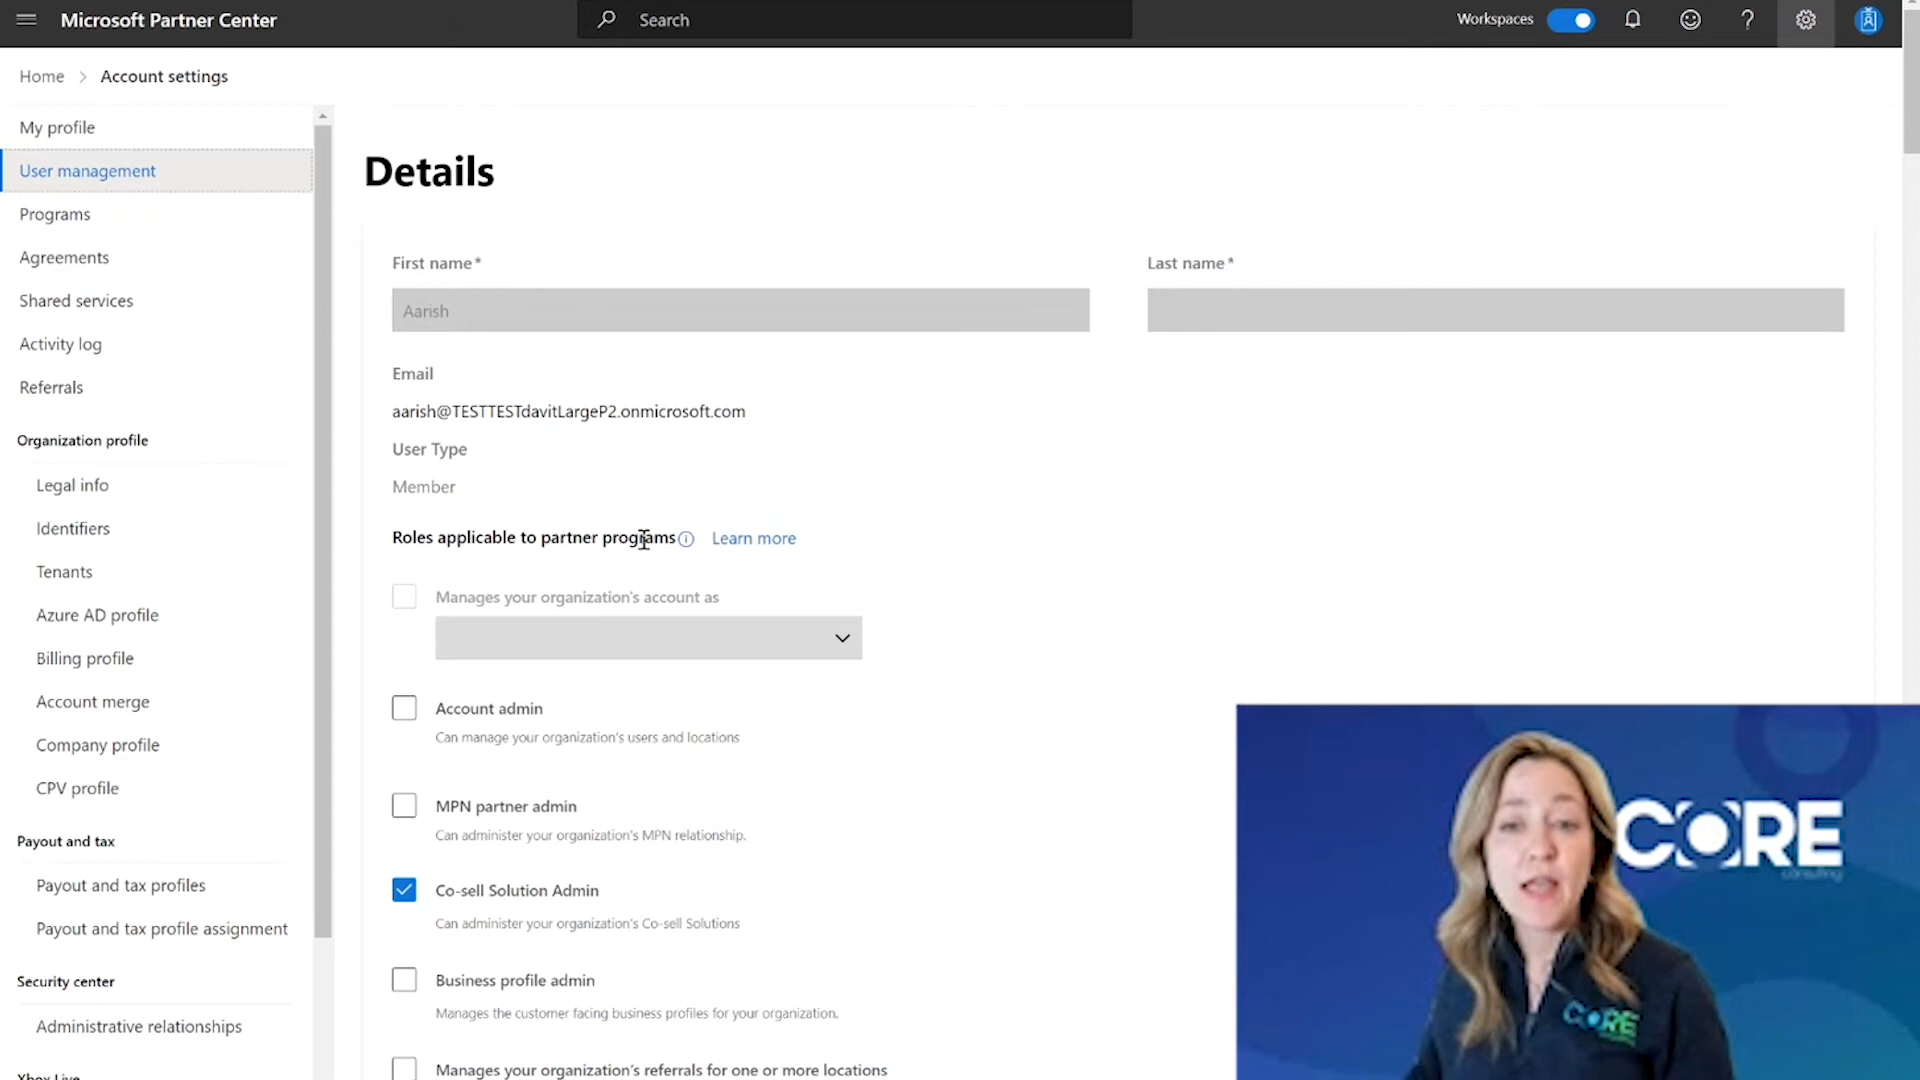 Microsoft Partner Center
Search
Workspaces
?
Home > Account settings
My profile
User management
Programs
Agreements
Shared services
Activity log
Referrals
Organization profile
Legal info
Identifiers
Tenants
Azure AD profile
Billing profile
Account merge
Company profile
CPV profile
Payout and tax
Payout and tax profiles
Payout and tax profile assignment
Security center
Administrative relationships
Xbox Live
Details
First name*
Last name*
Aarish
Email
aarish@TESTTESTdavitLargeP2.onmicrosoft.com
User Type
Member
Roles applicable to partner programs Learn more
Manages your organization's account as
Account admin
Can manage your organization's users and locations
MPN partner admin
Can administer your organization's MPN relationship.
Co-sell Solution Admin
Can administer your organization's Co-sell Solutions
Business profile admin
Manages the customer facing business profiles for your organization.
Manages your organization's referrals for one or more locations
CORE
consulting
CORE